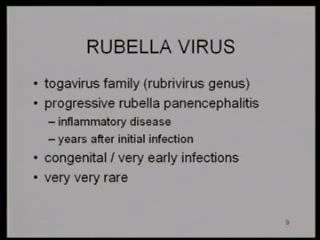 RUBELLA VIRUS
• togavirus family (rubrivirus genus)
• progressive rubella panencephalitis
– inflammatory disease
– years after initial infection
• congenital / very early infections
• very very rare
9